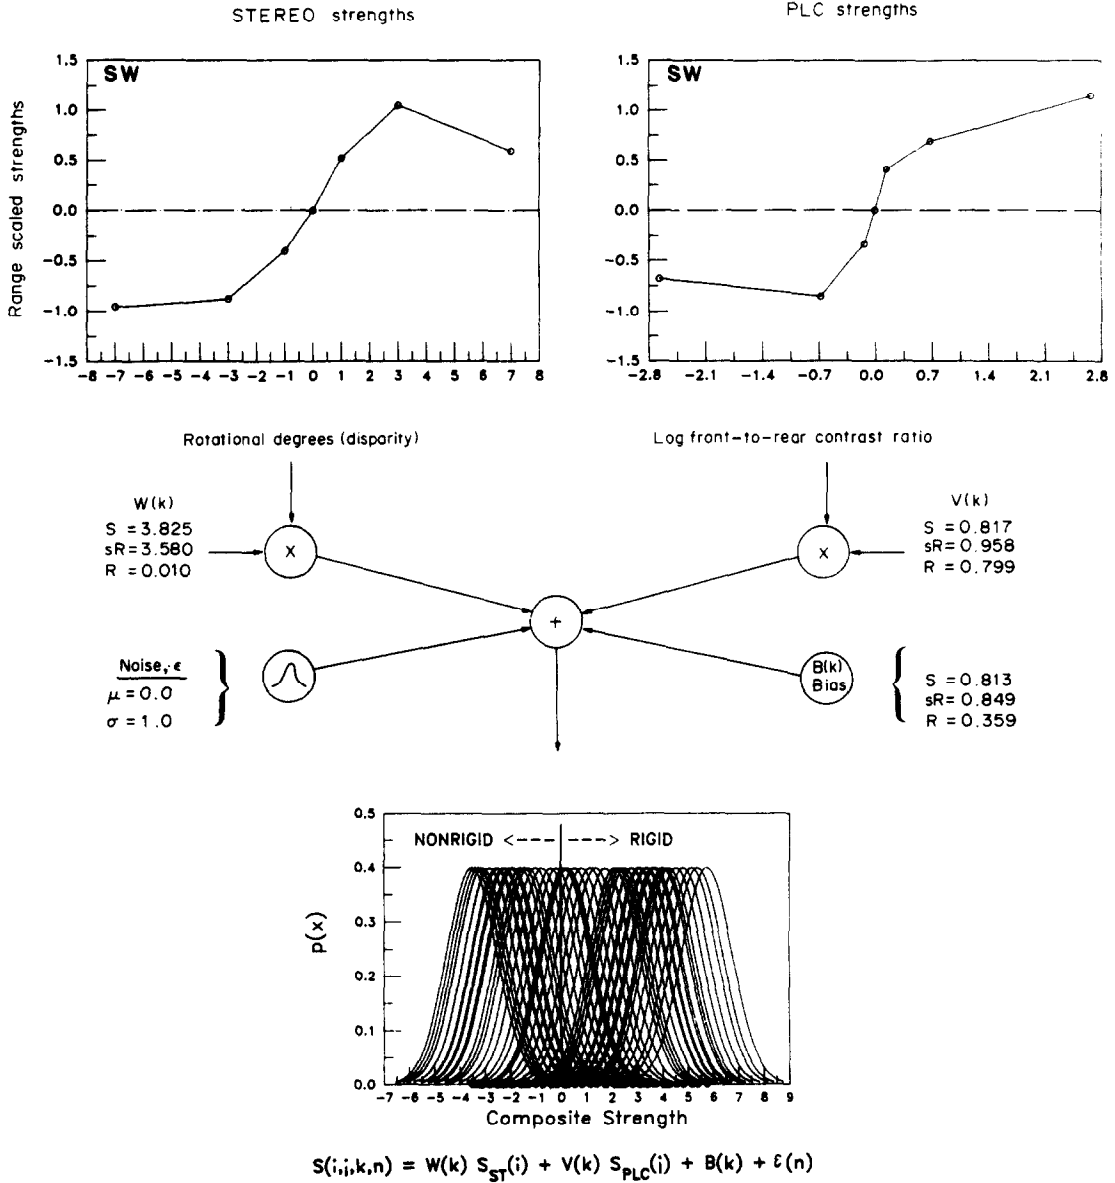 STEREO strengths
PLC strengths
SW
SW
Range scaled strengths
1.5
1.0
0.5
0.0
-0.5
-1.0
-1.5
-8 -7 -6 -5 -4 -3 -2 -1 0 1 2 3 4 5 6 7 8
1.5
1.0
0.5
0.0
-0.5
-1.0
-1.5
-2.8 -2.1 -1.4 -0.7 0.0 0.7 1.4 2.1 2.8
Rotational degrees (disparity)
Log front-to-rear contrast ratio
W(k)
S = 3.825
sR= 3.580
R = 0.010
X
X
V(k)
S = 0.817
sR= 0.958
R = 0.799
+
Noise, ε
μ = 0.0
σ = 1.0
B(k)
Bias
S = 0.813
sR= 0.849
R = 0.359
NONRIGID <---- ----> RIGID
p(x)
0.5
0.4
0.3
0.2
0.1
0.0
-7 -6 -5 -4 -3 -2 -1 0 1 2 3 4 5 6 7 8 9
Composite Strength
S(i,j,k,n) = W(k) S_ST(i) + V(k) S_PLC(j) + B(k) + ε(n)